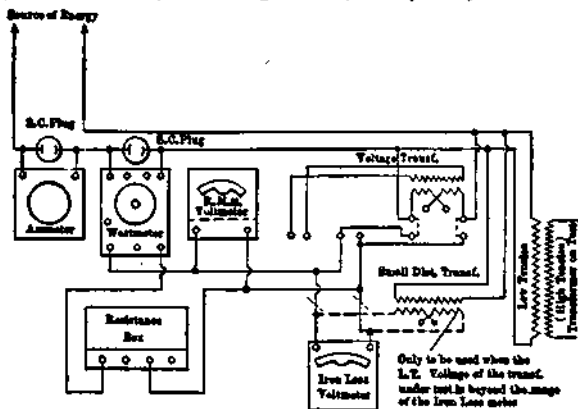 Source of Energy
S.C. Plug
S.C. Plug
Voltage Transf.
Ammeter
Wattmeter
R.M.S.
Voltmeter
Small Dist. Transf.
Resistance
Box
Iron Loss
Voltmeter
Low Tension
(High Tension)
Transformer on Test
Only to be used when the
L.T. Voltage of the transf.
under test is beyond the range
of the Iron Loss meter